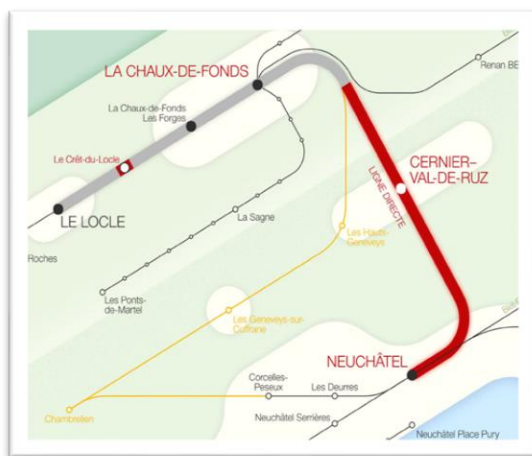 Renan BE
LA CHAUX-DE-FONDS
La Chaux-de-Fonds
Les Forges
Le Crêt-du-Locle
CERNIER–
VAL-DE-RUZ
LIGNE DIRECTE
LE LOCLE
La Sagne
Les Hauts-
Geneveys
Roches
Les Ponts-
de-Martel
Les Geneveys-sur-
Coffrane
NEUCHÂTEL
Corcelles-
Peseux
Les Deurres
Chambrelien
Neuchâtel Serrières
Neuchâtel Place Pury